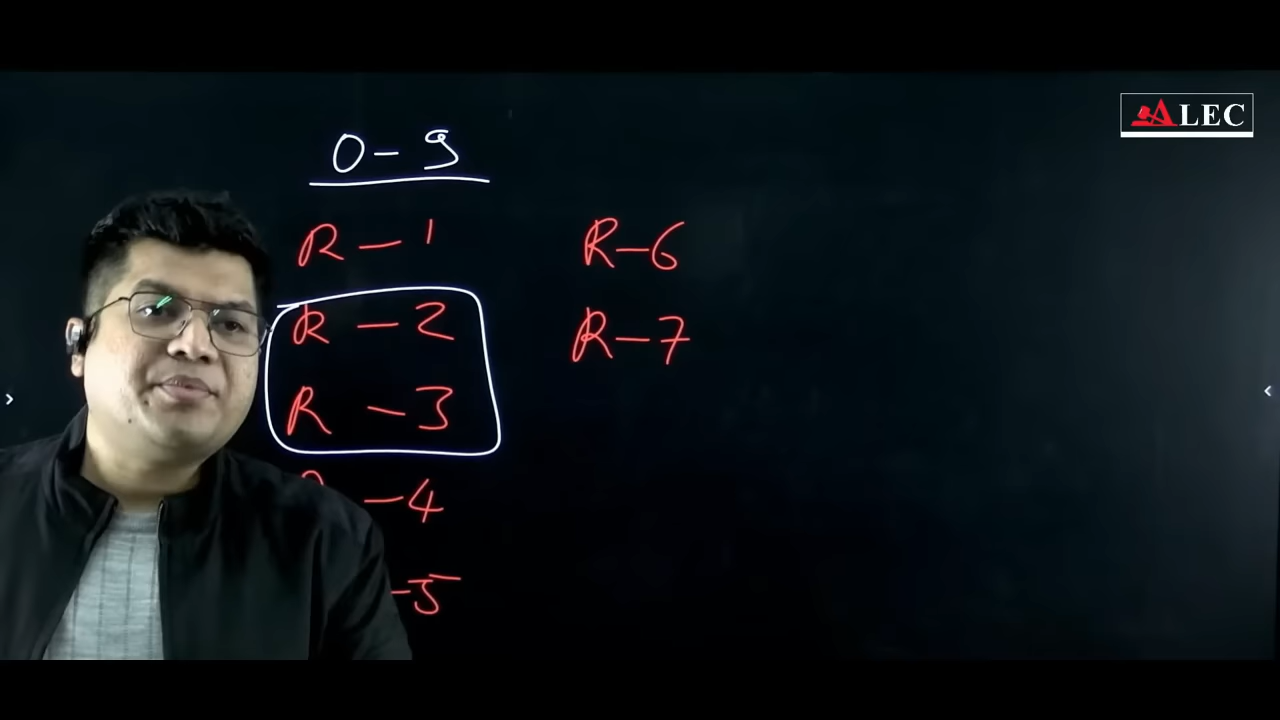 ALEC
0 - 9
R - 1
R - 2
R - 3
R - 4
- 5
R - 6
R - 7